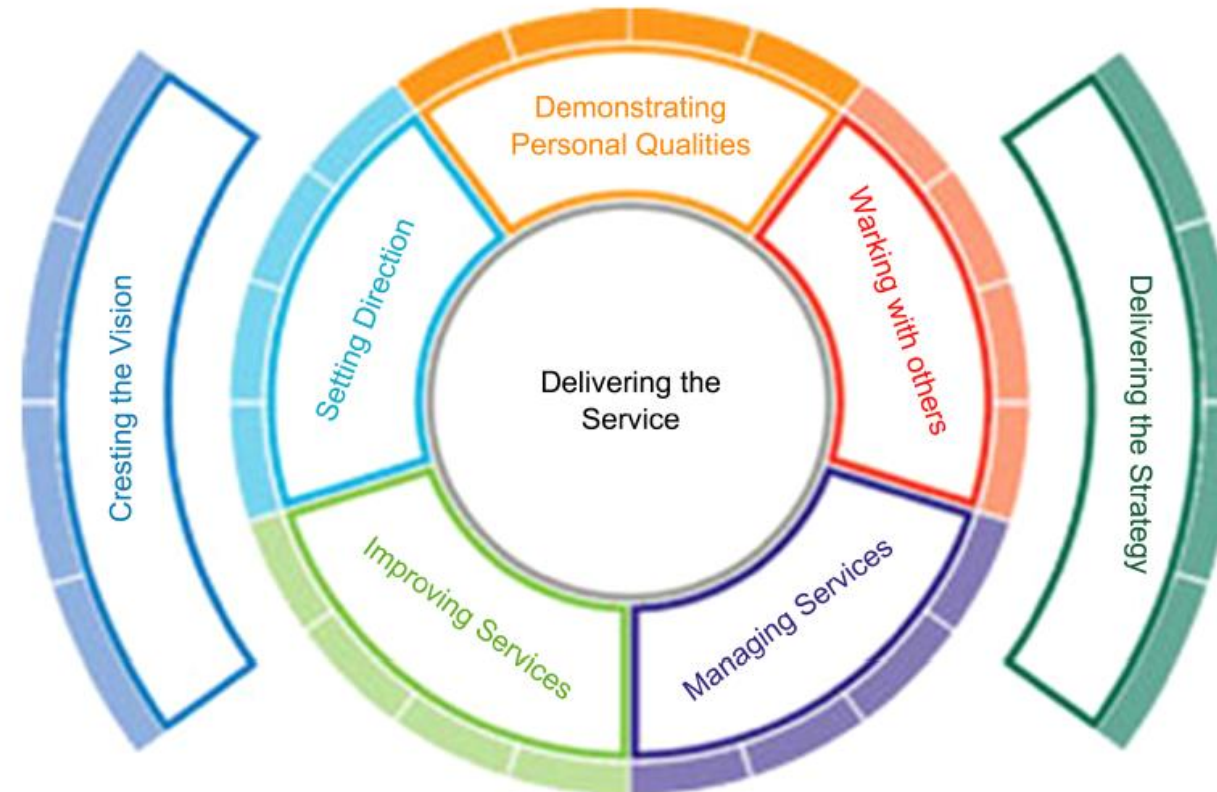 Demonstrating
Personal Qualities
Warking with others
Managing Services
Improving Services
Setting Direction
Delivering the
Service
Cresting the Vision
Delivering the Strategy